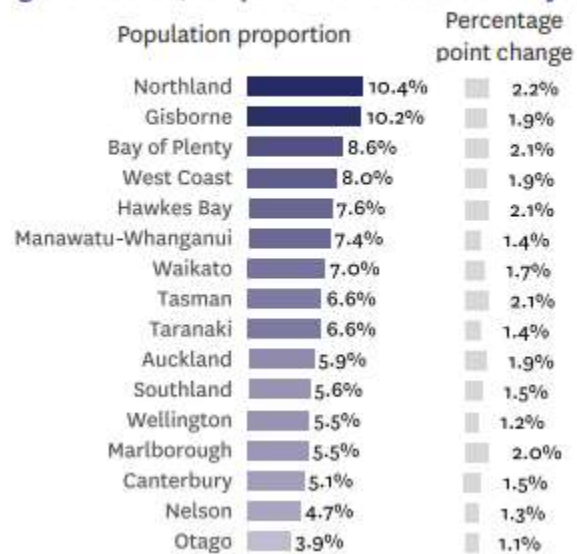 Population proportion
Percentage
point change
Northland 10.4% 2.2%
Gisborne 10.2% 1.9%
Bay of Plenty 8.6% 2.1%
West Coast 8.0% 1.9%
Hawkes Bay 7.6% 2.1%
Manawatu-Whanganui 7.4% 1.4%
Waikato 7.0% 1.7%
Tasman 6.6% 2.1%
Taranaki 6.6% 1.4%
Auckland 5.9% 1.9%
Southland 5.6% 1.5%
Wellington 5.5% 1.2%
Marlborough 5.5% 2.0%
Canterbury 5.1% 1.5%
Nelson 4.7% 1.3%
Otago 3.9% 1.1%